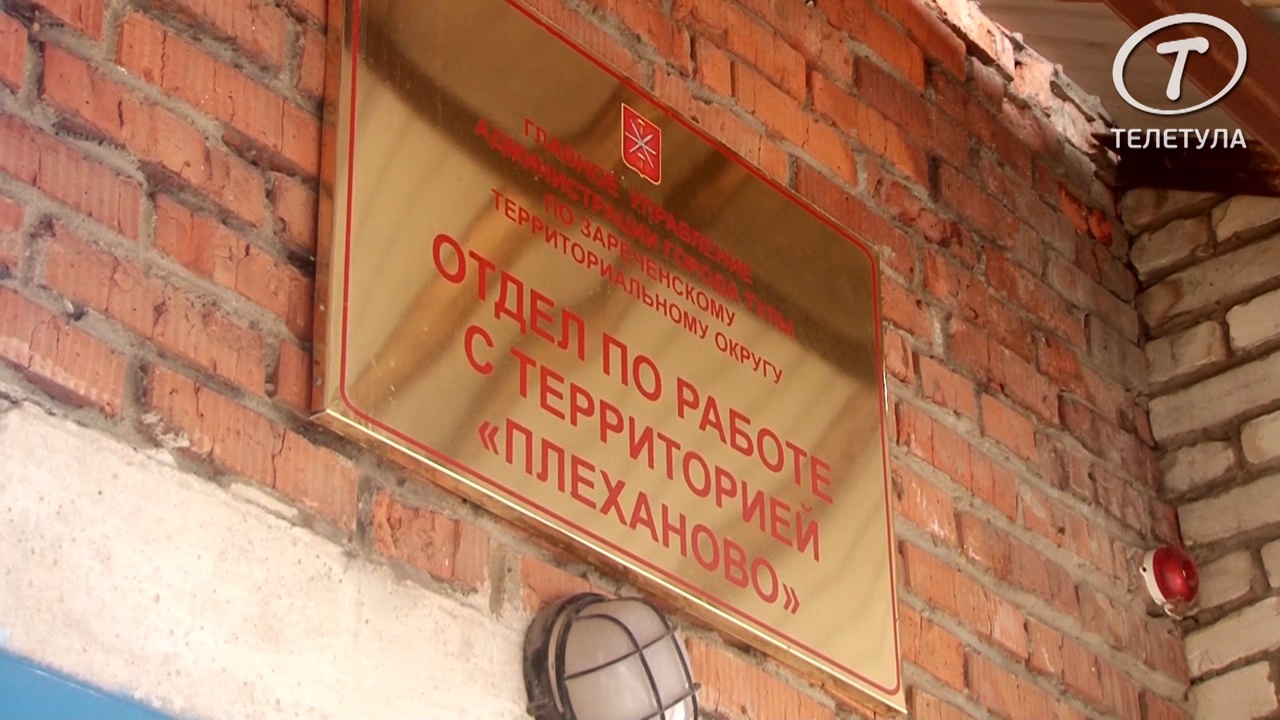 ГЛАВНОЕ УПРАВЛЕНИЕ
АДМИНИСТРАЦИИ ГОРОДА ТУЛЫ
ПО ЗАРЕЧЕНСКОМУ
ТЕРРИТОРИАЛЬНОМУ ОКРУГУ
ОТДЕЛ ПО РАБОТЕ
С ТЕРРИТОРИЕЙ
«ПЛЕХАНОВО»
Т
ТЕЛЕТУЛА